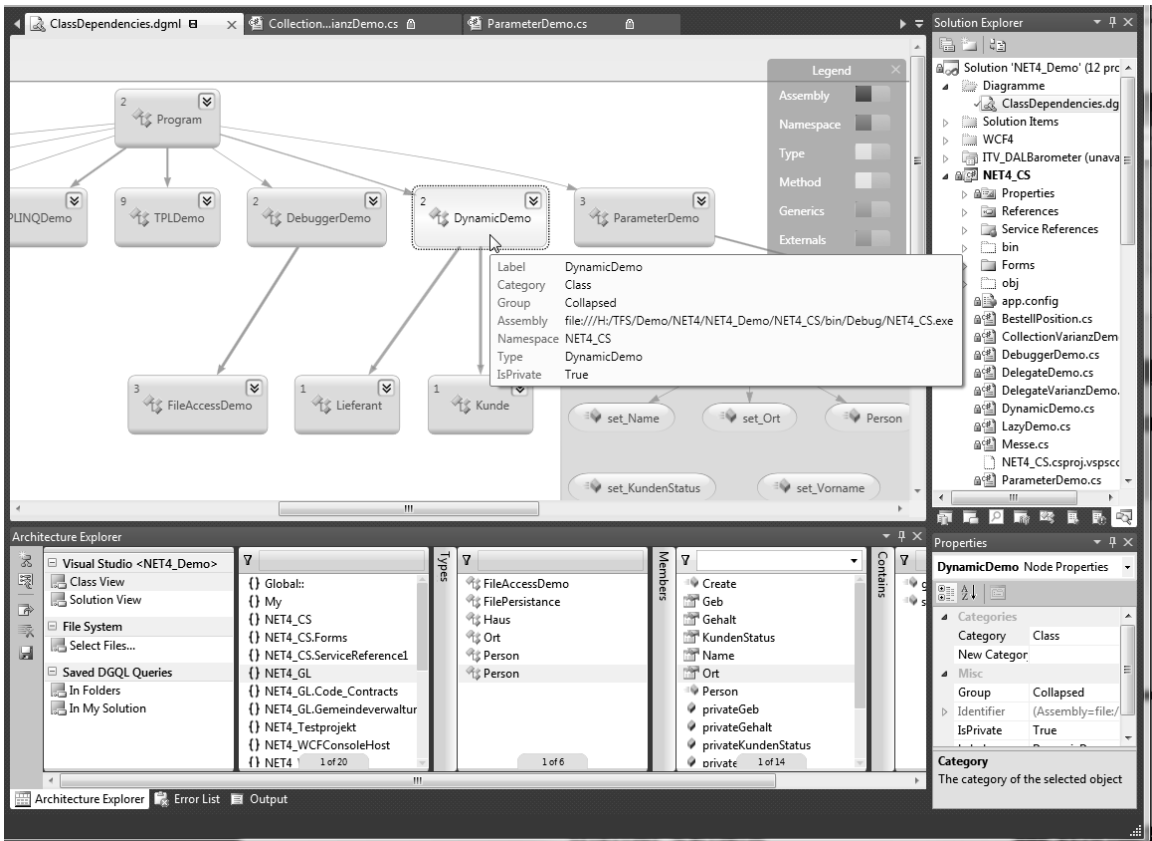 ClassDependencies.dgml
Collection...ianzDemo.cs
ParameterDemo.cs
2
Program
PLINQDemo
9
TPLDemo
2
DebuggerDemo
2
DynamicDemo
3
ParameterDemo
Legend
Assembly
Namespace
Type
Method
Generics
Externals
Label DynamicDemo
Category Class
Group Collapsed
Assembly file:///H:/TFS/Demo/NET4/NET4_Demo/NET4_CS/bin/Debug/NET4_CS.exe
Namespace NET4_CS
Type DynamicDemo
IsPrivate True
3
FileAccessDemo
1
Lieferant
1
Kunde
set_Name
set_Ort
Person
set_KundenStatus
set_Vorname
Solution Explorer
Solution 'NET4_Demo' (12 prc
Diagramme
ClassDependencies.dg
Solution Items
WCF4
ITV_DALBarometer (unava
NET4_CS
Properties
References
Service References
bin
Forms
obj
app.config
BestellPosition.cs
CollectionVarianzDem
DebuggerDemo.cs
DelegateDemo.cs
DelegateVarianzDemo.
DynamicDemo.cs
LazyDemo.cs
Messe.cs
NET4_CS.csproj.vspscc
ParameterDemo.cs
Architecture Explorer
Visual Studio <NET4_Demo>
Class View
Solution View
File System
Select Files...
Saved DGQL Queries
In Folders
In My Solution
{} Global::
{} My
{} NET4_CS
{} NET4_CS.Forms
{} NET4_CS.ServiceReference1
{} NET4_GL
{} NET4_GL.Code_Contracts
{} NET4_GL.Gemeindeverwaltur
{} NET4_Testprojekt
{} NET4_WCFConsoleHost
{} NET4
1 of 20
Types
FileAccessDemo
FilePersistance
Haus
Ort
Person
Person
1 of 6
Members
Create
Geb
Gehalt
KundenStatus
Name
Ort
Person
privateGeb
privateGehalt
privateKundenStatus
private
1 of 14
Contains
g
s
Properties
DynamicDemo Node Properties
Categories
Category Class
New Categor
Misc
Group Collapsed
Identifier (Assembly=file:/
IsPrivate True
Category
The category of the selected object
Architecture Explorer
Error List
Output